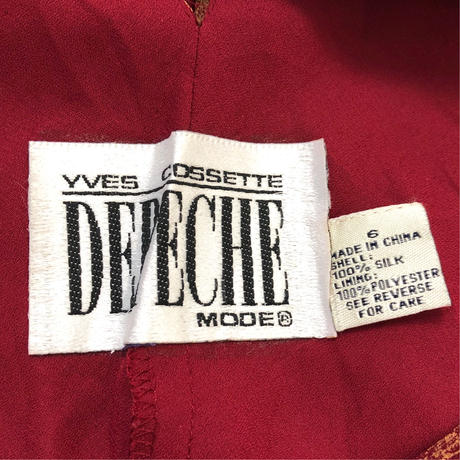 YVES COSSETTE
DEPECHE
MODE®
6
MADE IN CHINA
SHELL:
100% SILK
LINING:
100% POLYESTER
SEE REVERSE
FOR CARE